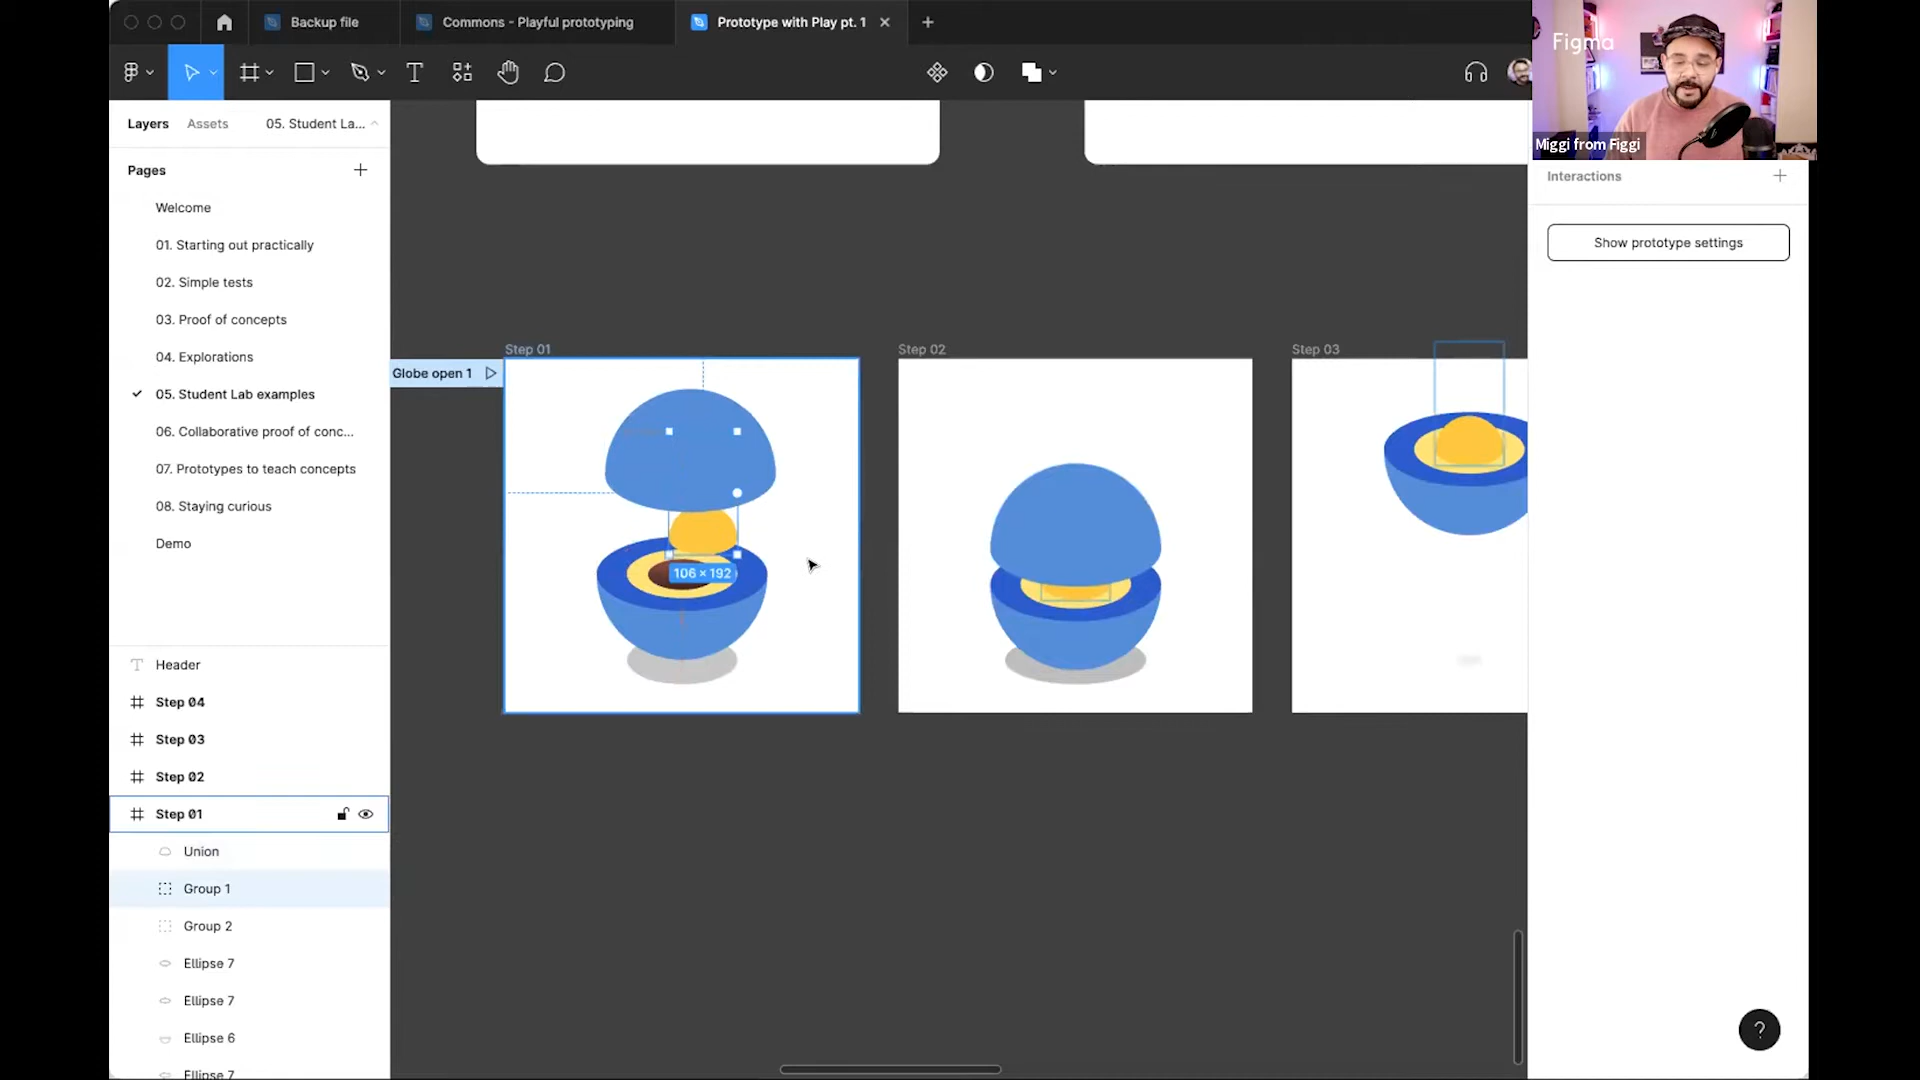 Backup file
Commons - Playful prototyping
Prototype with Play pt. 1
Figma
Miggi from Figgi
Layers
Assets
05. Student La...
Pages
Welcome
01. Starting out practically
02. Simple tests
03. Proof of concepts
04. Explorations
05. Student Lab examples
06. Collaborative proof of conc...
07. Prototypes to teach concepts
08. Staying curious
Demo
Header
Step 04
Step 03
Step 02
Step 01
Union
Group 1
Group 2
Ellipse 7
Ellipse 7
Ellipse 6
Ellipse 7
Step 01
Step 02
Step 03
Globe open 1
106 × 192
Interactions
Show prototype settings
?